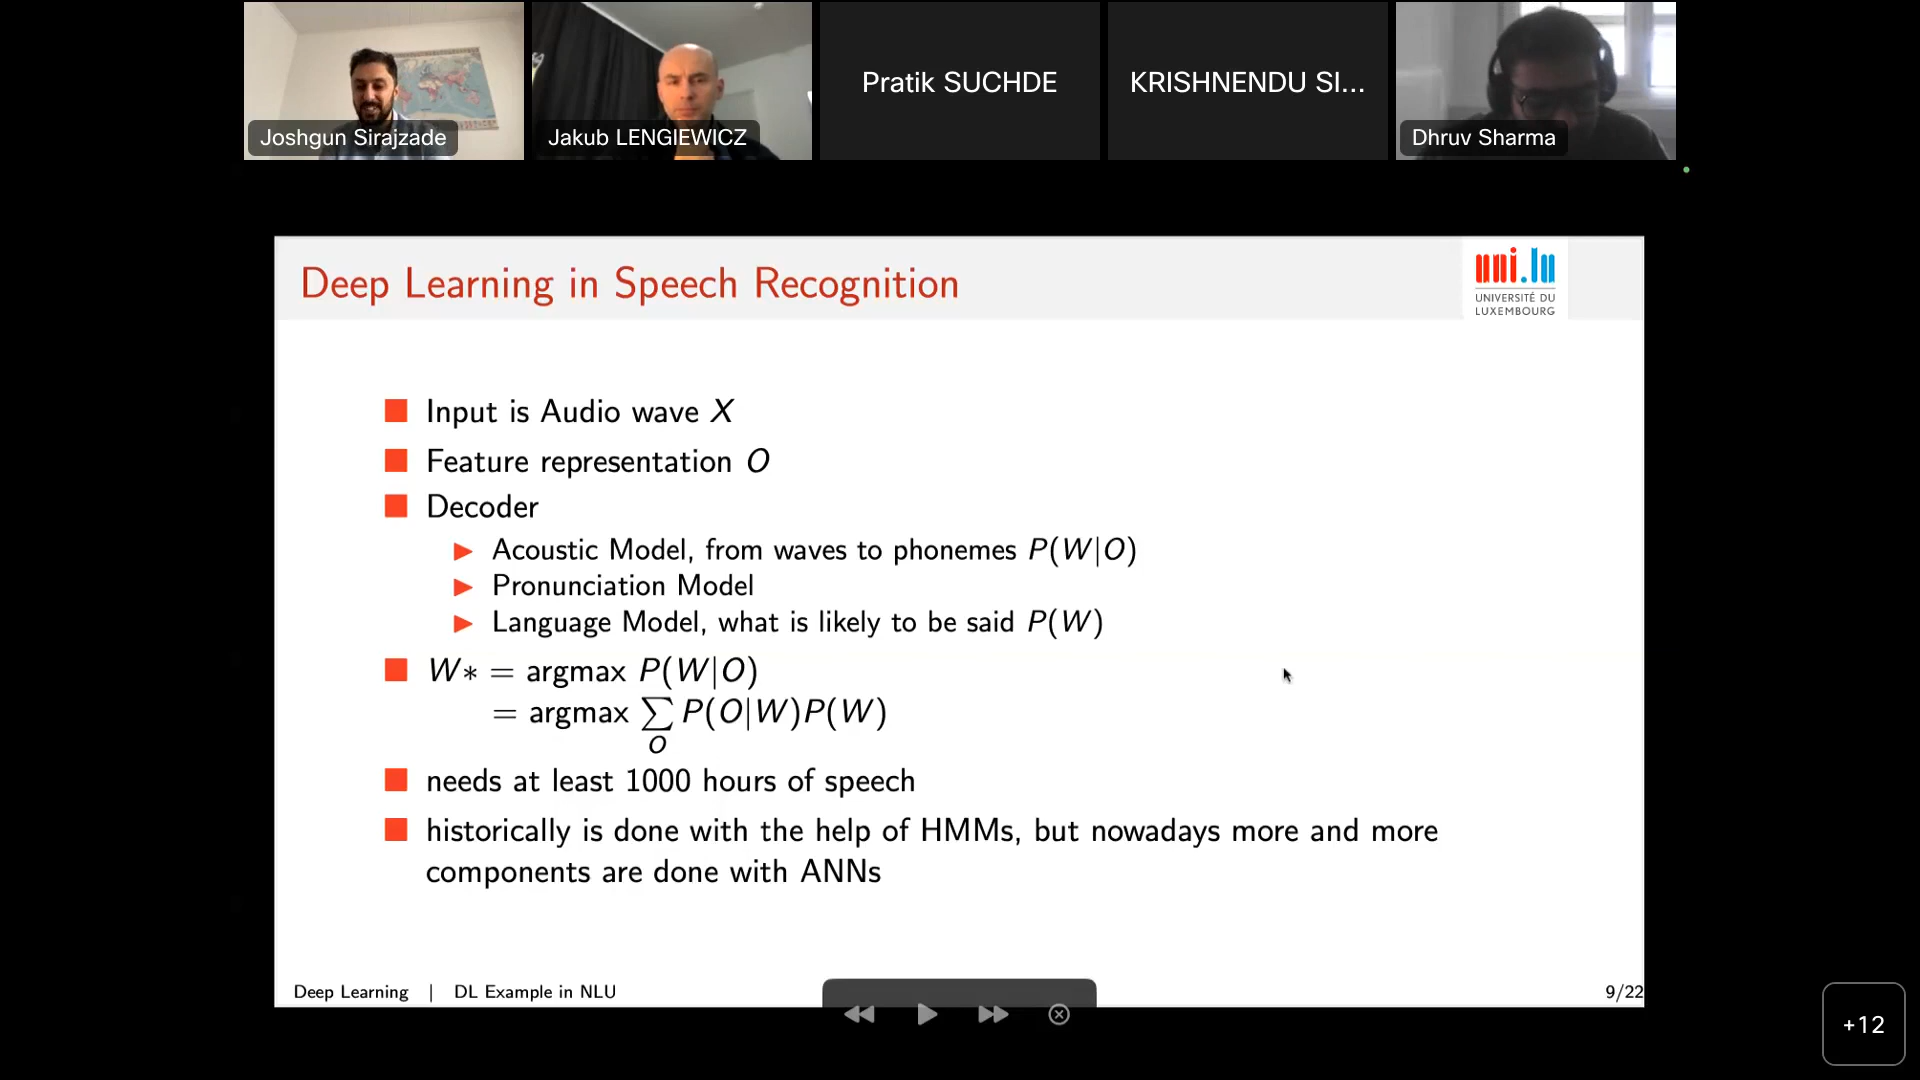 Joshgun Sirajzade
Jakub LENGIEWICZ
Pratik SUCHDE
KRISHNENDU SI...
Dhruv Sharma
Deep Learning in Speech Recognition
uni.lu
UNIVERSITÉ DU
LUXEMBOURG
Input is Audio wave X
Feature representation O
Decoder
Acoustic Model, from waves to phonemes P(W|O)
Pronunciation Model
Language Model, what is likely to be said P(W)
W∗ = argmax P(W|O)
= argmax ∑ P(O|W)P(W)
O
needs at least 1000 hours of speech
historically is done with the help of HMMs, but nowadays more and more
components are done with ANNs
Deep Learning | DL Example in NLU
9/22
+12